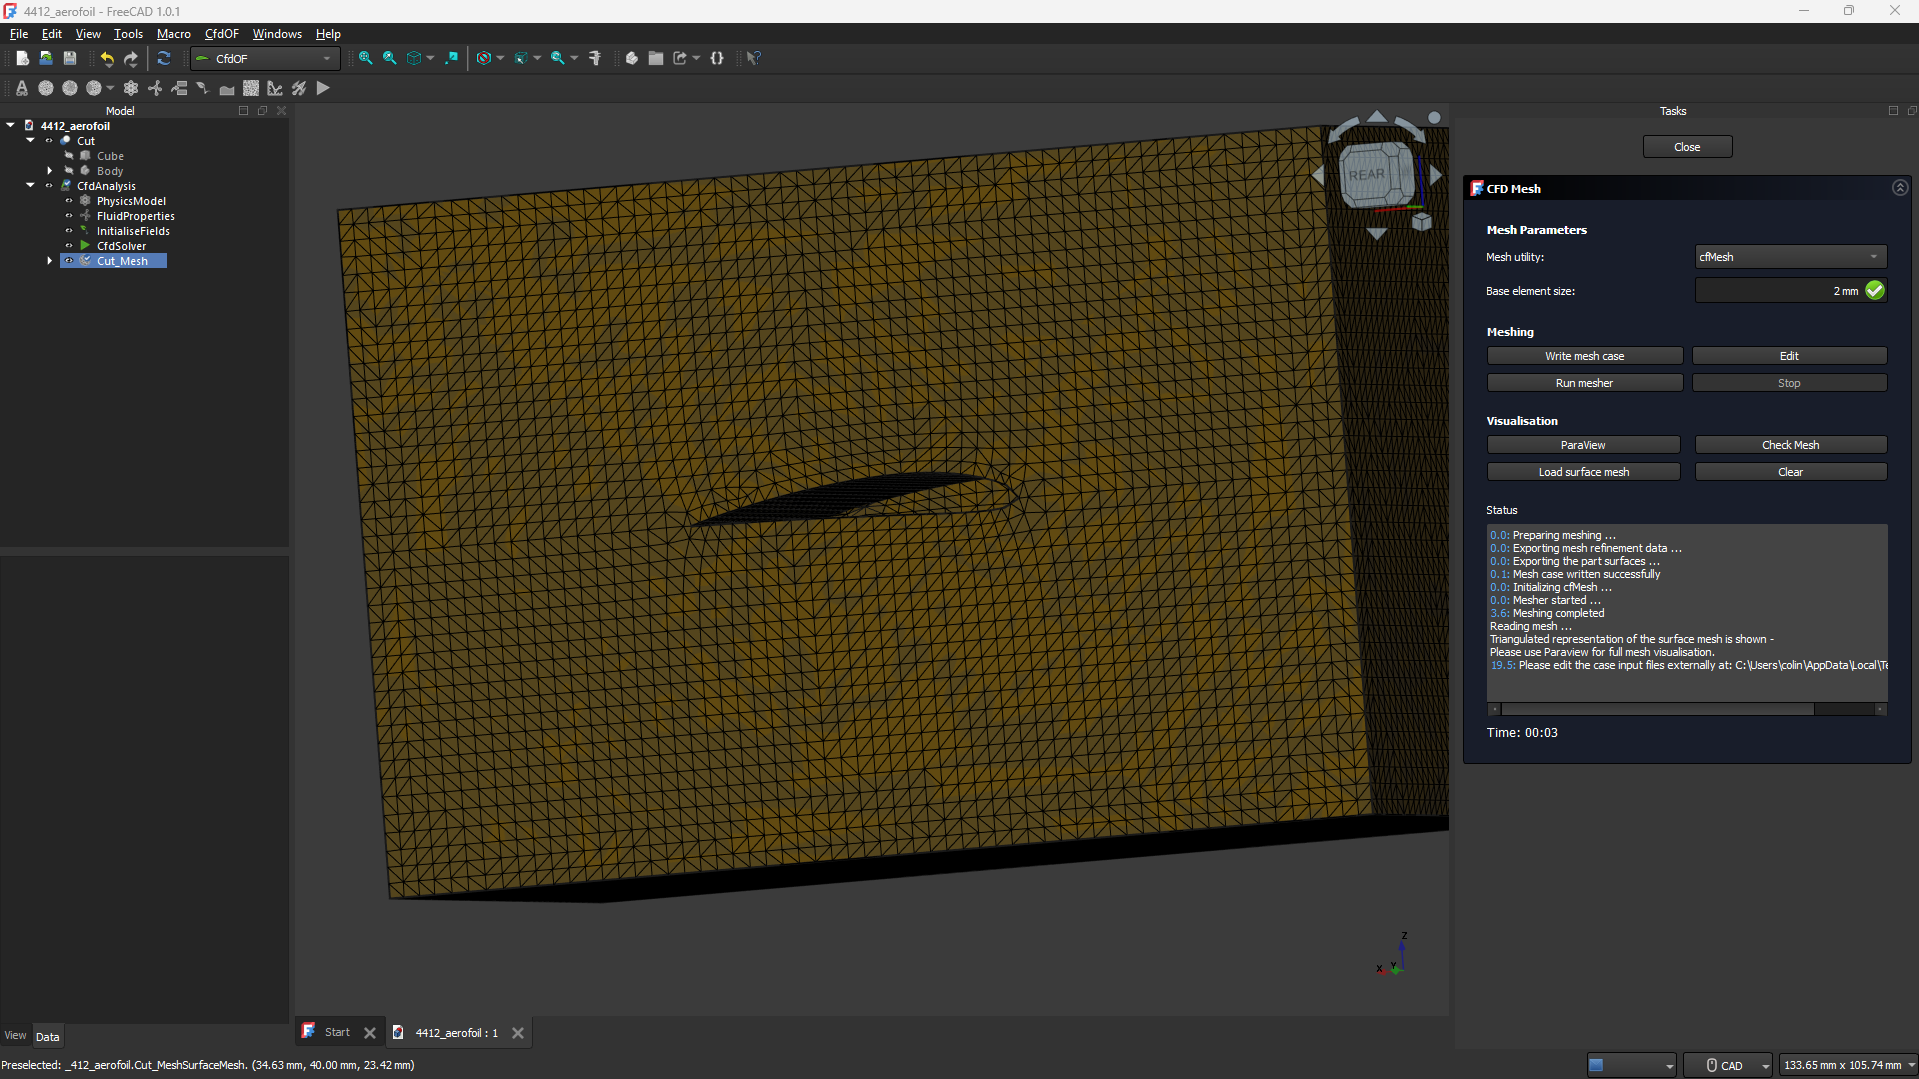 4412_aerofoil - FreeCAD 1.0.1
File Edit View Tools Macro CfdOF Windows Help
CfdOF
Model
4412_aerofoil
Cut
Cube
Body
CfdAnalysis
PhysicsModel
FluidProperties
InitialiseFields
CfdSolver
Cut_Mesh
View Data
REAR
Z
X Y
Start
4412_aerofoil : 1
Tasks
Close
CFD Mesh
Mesh Parameters
Mesh utility: cfMesh
Base element size: 2 mm
Meshing
Write mesh case Edit
Run mesher Stop
Visualisation
ParaView Check Mesh
Load surface mesh Clear
Status
0.0: Preparing meshing ...
0.0: Exporting mesh refinement data ...
0.0: Exporting the part surfaces ...
0.1: Mesh case written successfully
0.0: Initializing cfMesh ...
0.0: Mesher started ...
3.6: Meshing completed
Reading mesh ...
Triangulated representation of the surface mesh is shown -
Please use Paraview for full mesh visualisation.
19.5: Please edit the case input files externally at: C:\Users\colin\AppData\Local\Te
Time: 00:03
Preselected: _412_aerofoil.Cut_MeshSurfaceMesh. (34.63 mm, 40.00 mm, 23.42 mm)
CAD
133.65 mm x 105.74 mm